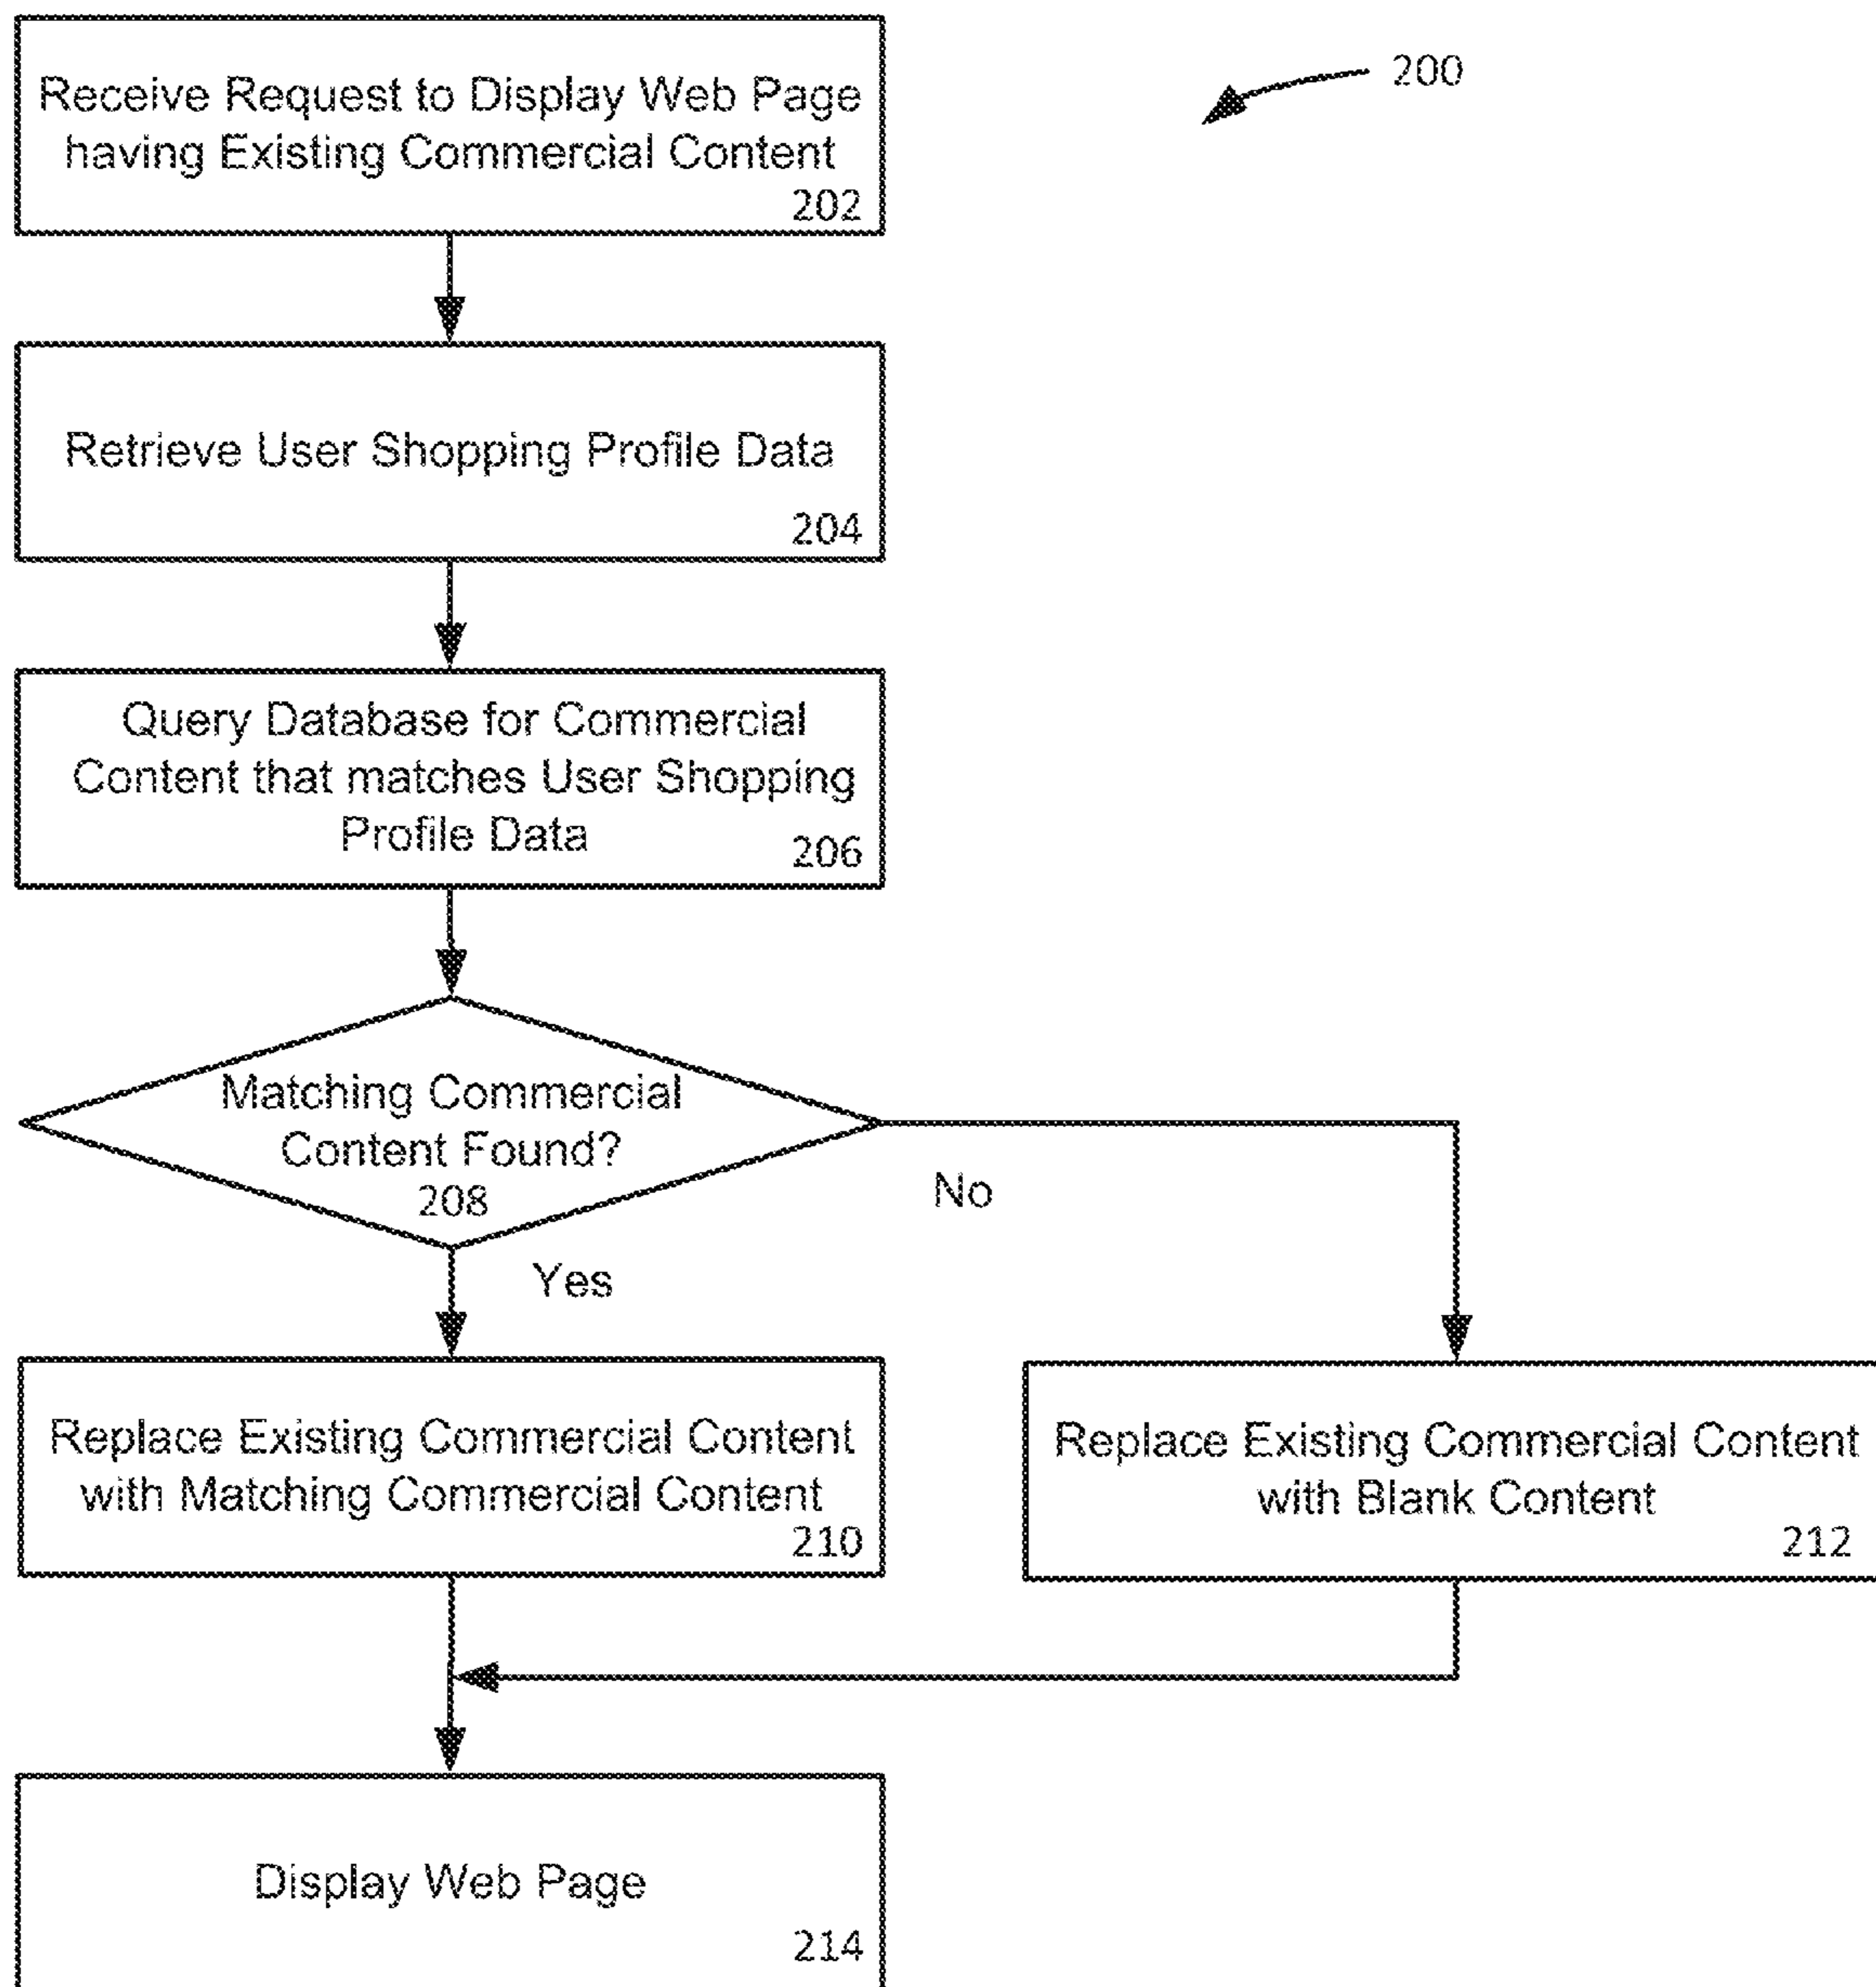 200
Receive Request to Display Web Page
having Existing Commercial Content
202
Retrieve User Shopping Profile Data
204
Query Database for Commercial
Content that matches User Shopping
Profile Data
206
Matching Commercial
Content Found?
208
No
Yes
Replace Existing Commercial Content
with Matching Commercial Content
210
Replace Existing Commercial Content
with Blank Content
212
Display Web Page
214